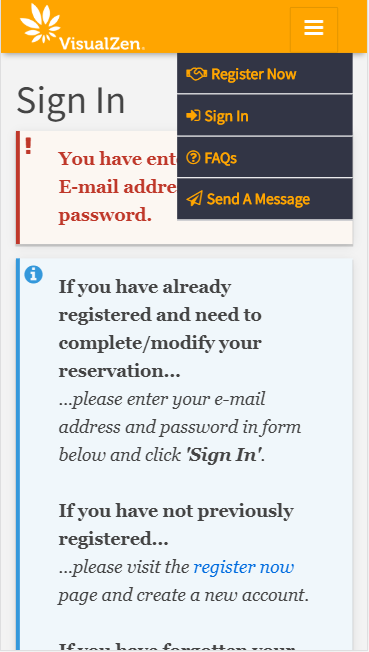 VisualZen.
Register Now
Sign In
FAQs
Send A Message
Sign In
You have ent
E-mail addre
password.
If you have already
registered and need to
complete/modify your
reservation...
...please enter your e-mail
address and password in form
below and click 'Sign In'.
If you have not previously
registered...
...please visit the register now
page and create a new account.
If you have forgotten your